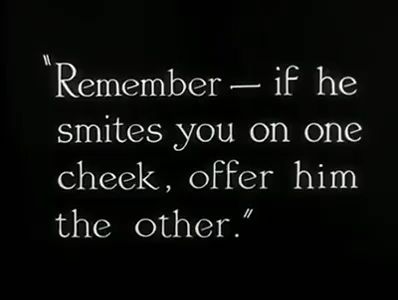 "Remember — if he
smites you on one
cheek, offer him
the other."